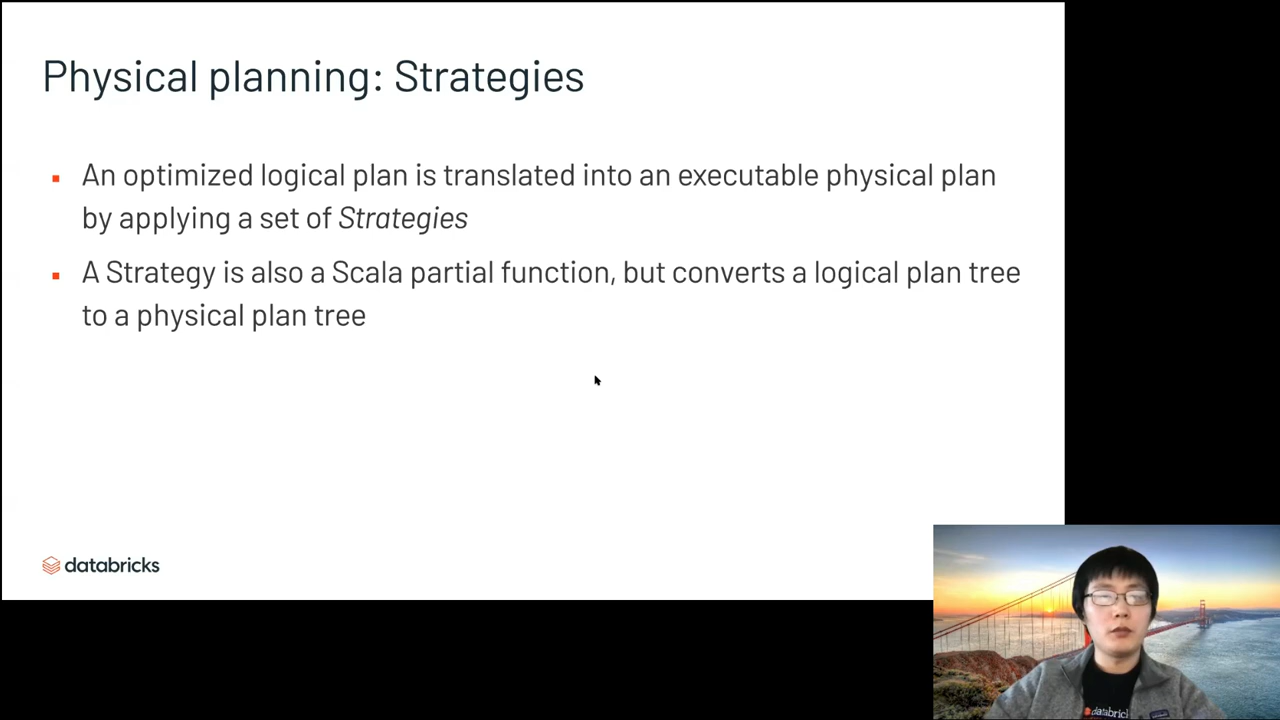 Physical planning: Strategies
▪ An optimized logical plan is translated into an executable physical plan
by applying a set of Strategies
▪ A Strategy is also a Scala partial function, but converts a logical plan tree
to a physical plan tree
databricks
databric